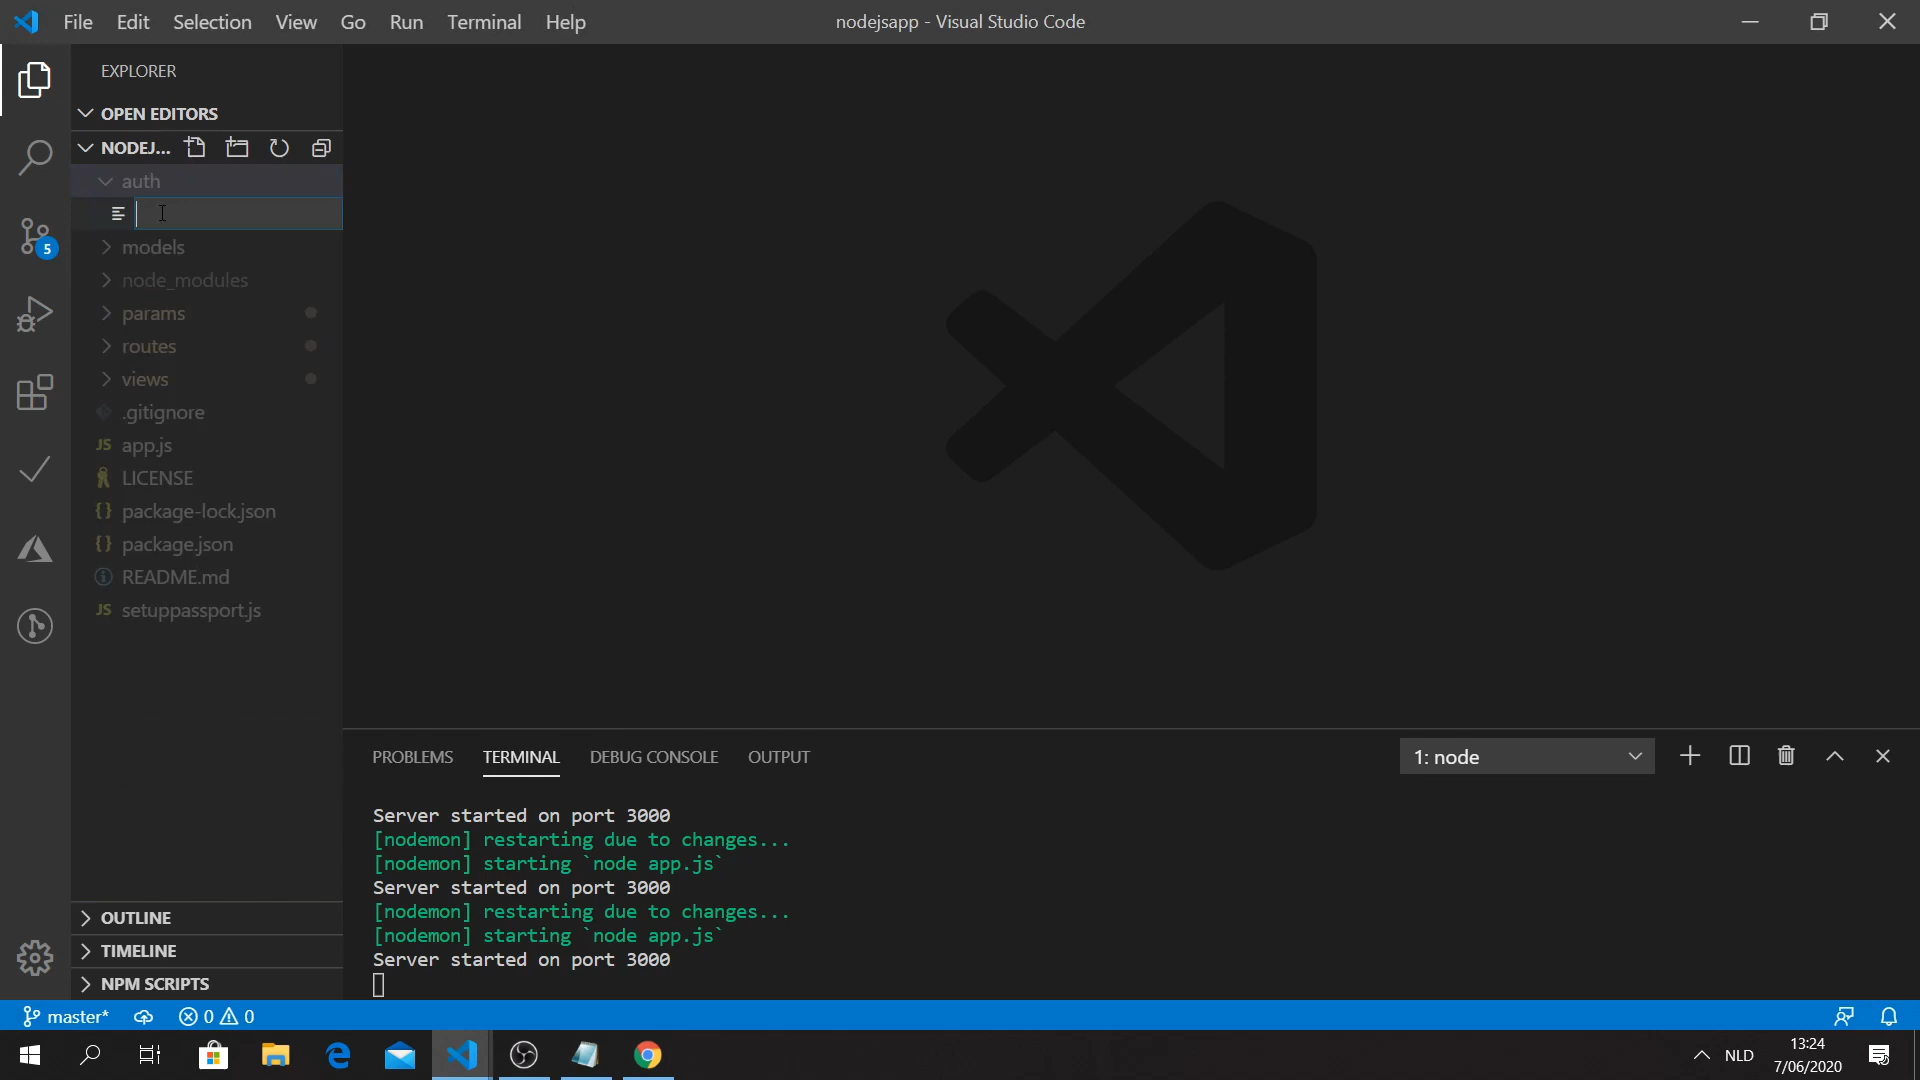 File Edit Selection View Go Run Terminal Help
nodejsapp - Visual Studio Code
EXPLORER
OPEN EDITORS
NODEJ...
auth
models
node_modules
params
routes
views
.gitignore
JS app.js
LICENSE
{} package-lock.json
{} package.json
README.md
JS setuppassport.js
5
OUTLINE
TIMELINE
NPM SCRIPTS
PROBLEMS TERMINAL DEBUG CONSOLE OUTPUT
1: node
Server started on port 3000
[nodemon] restarting due to changes...
[nodemon] starting `node app.js`
Server started on port 3000
[nodemon] restarting due to changes...
[nodemon] starting `node app.js`
Server started on port 3000
master* 0 0
NLD
13:24
7/06/2020